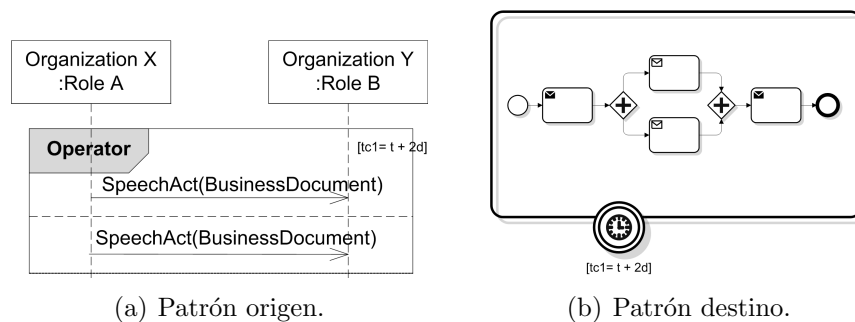 Organization X
:Role A
Organization Y
:Role B
Operator
[tc1= t + 2d]
SpeechAct(BusinessDocument)
SpeechAct(BusinessDocument)
[tc1= t + 2d]
(a) Patrón origen.
(b) Patrón destino.